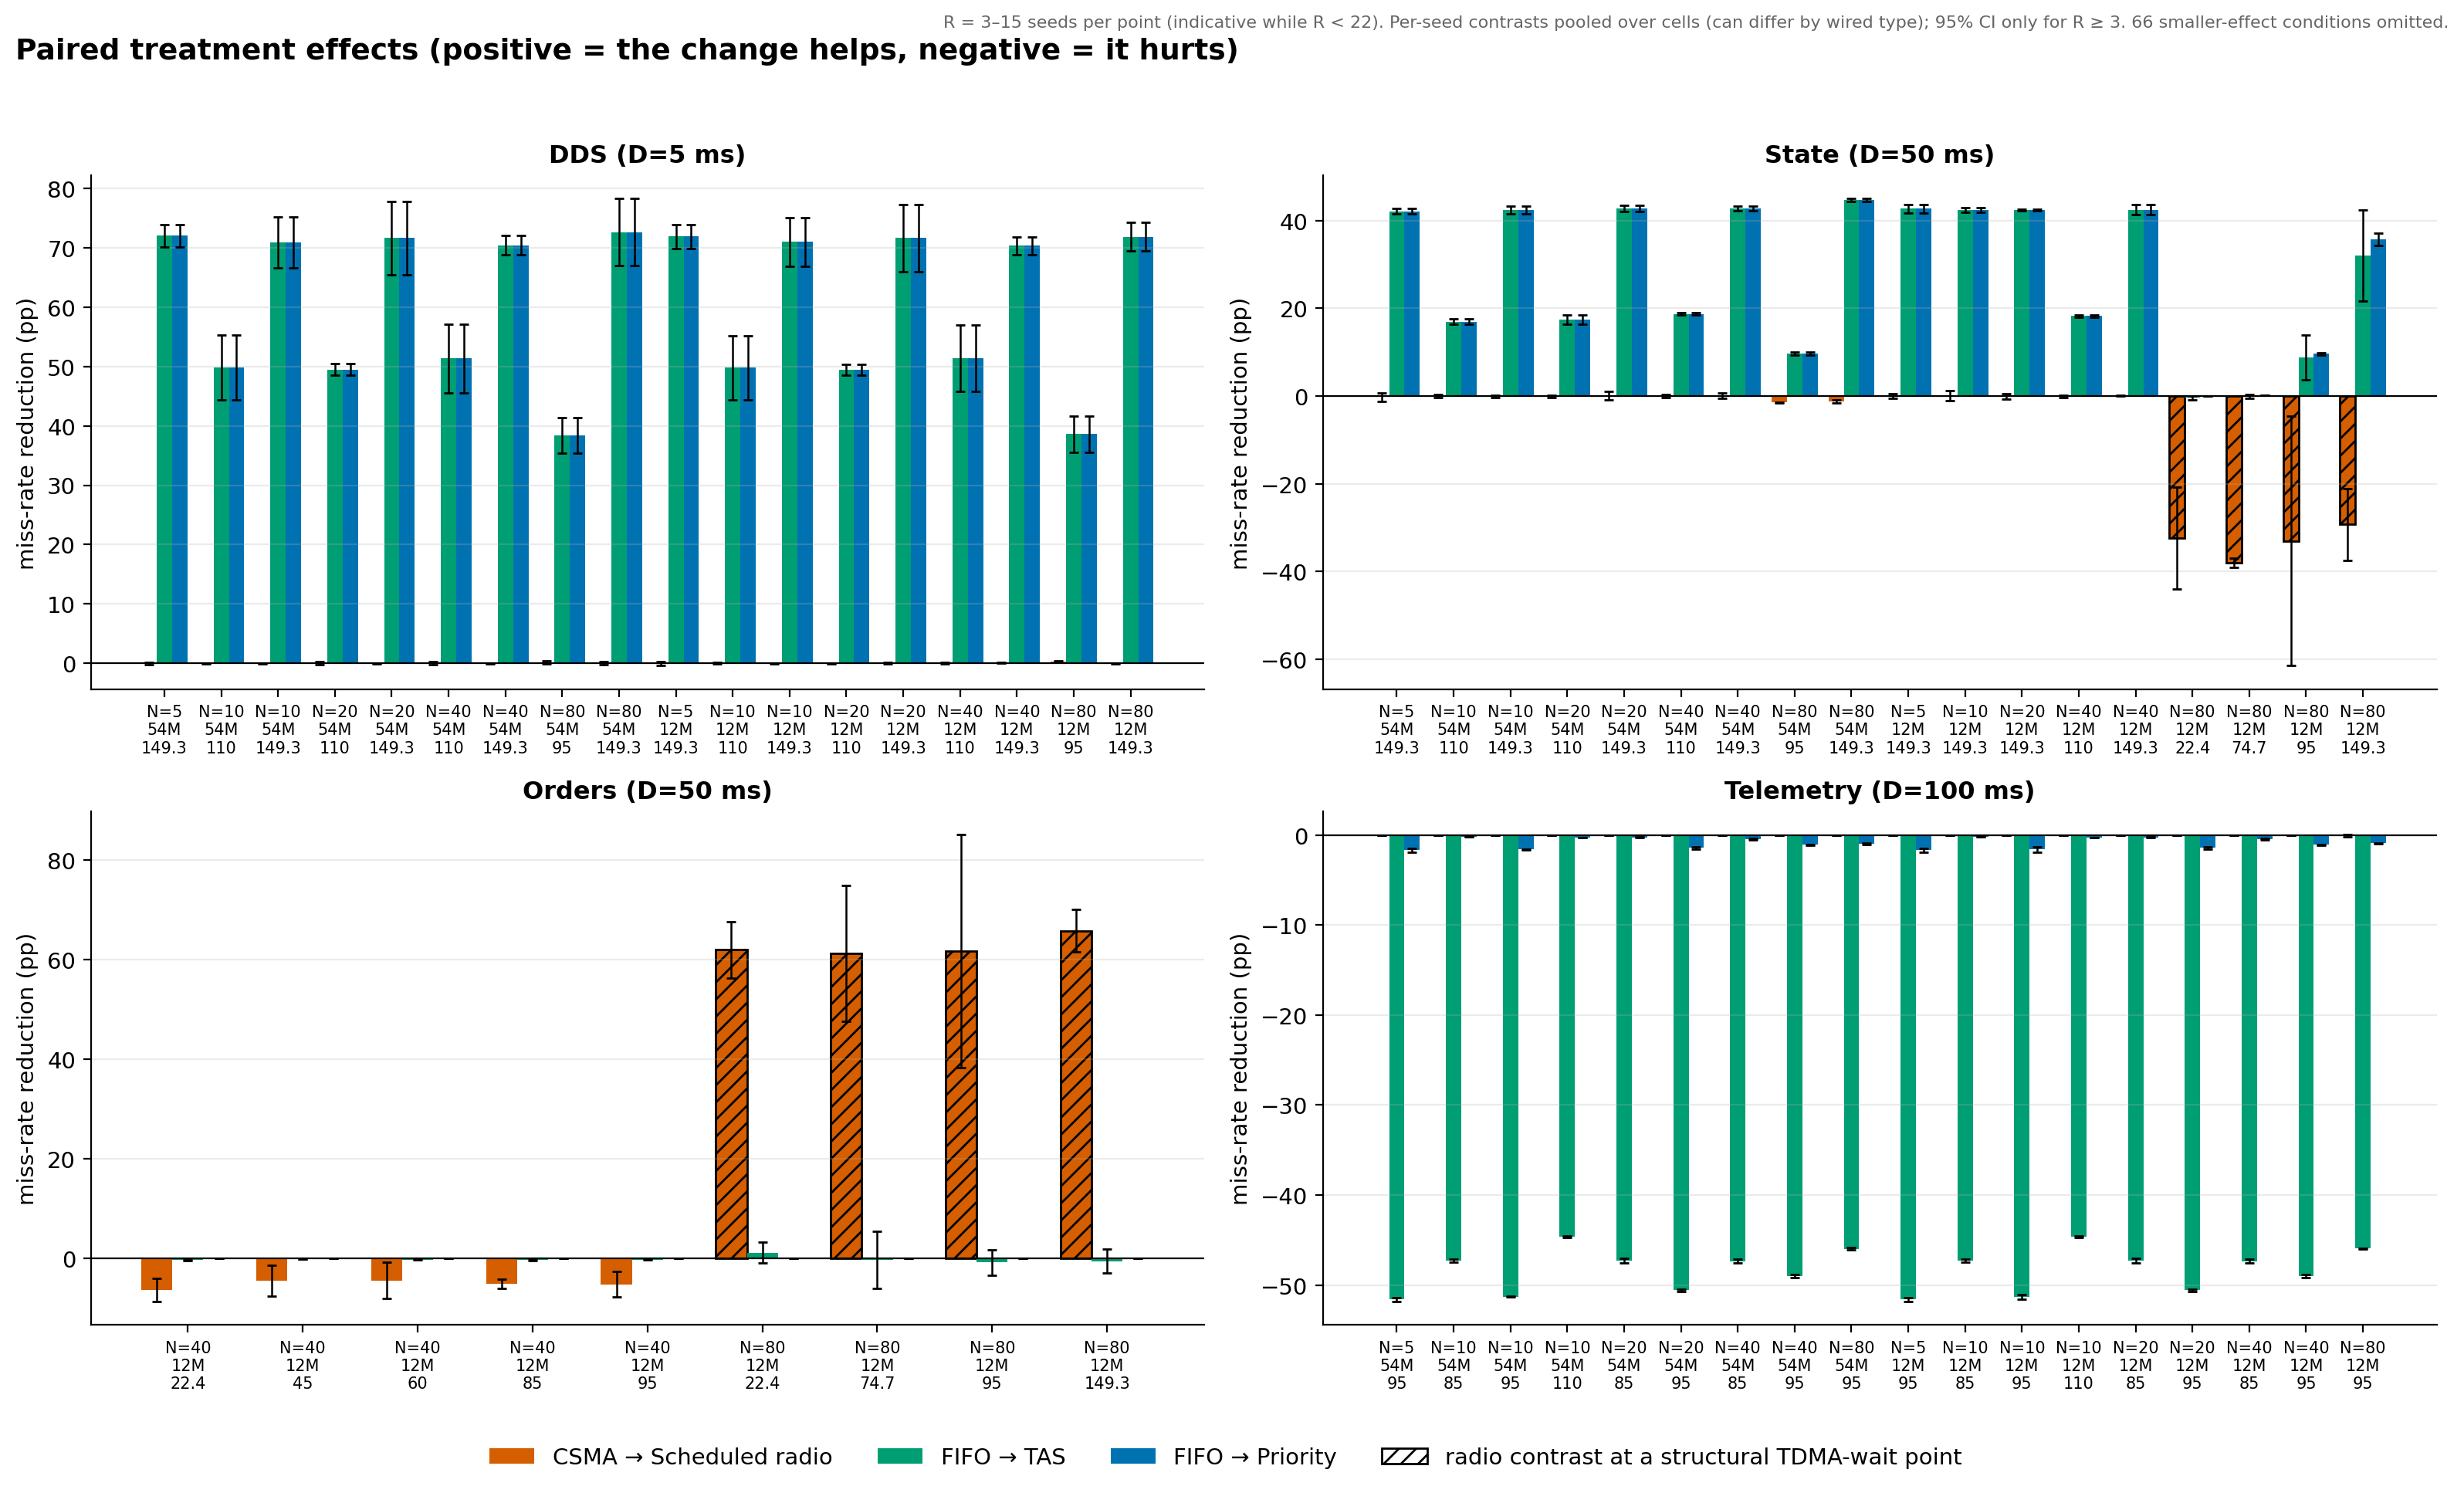 R = 3–15 seeds per point (indicative while R < 22). Per-seed contrasts pooled over cells (can differ by wired type); 95% CI only for R ≥ 3. 66 smaller-effect conditions omitted.
Paired treatment effects (positive = the change helps, negative = it hurts)
DDS (D=5 ms)
miss-rate reduction (pp)
80
70
60
50
40
30
20
10
0
N=5 N=10 N=10 N=20 N=20 N=40 N=40 N=80 N=80 N=5 N=10 N=10 N=20 N=20 N=40 N=40 N=80 N=80
54M 54M 54M 54M 54M 54M 54M 54M 54M 12M 12M 12M 12M 12M 12M 12M 12M 12M
149.3 110 149.3 110 149.3 110 149.3 95 149.3 149.3 110 149.3 110 149.3 110 149.3 95 149.3
State (D=50 ms)
miss-rate reduction (pp)
40
20
0
−20
−40
−60
N=5 N=10 N=10 N=20 N=20 N=40 N=40 N=80 N=80 N=5 N=10 N=20 N=40 N=40 N=80 N=80 N=80 N=80
54M 54M 54M 54M 54M 54M 54M 54M 54M 12M 12M 12M 12M 12M 12M 12M 12M 12M
149.3 110 149.3 110 149.3 110 149.3 95 149.3 149.3 149.3 149.3 110 149.3 22.4 74.7 95 149.3
Orders (D=50 ms)
miss-rate reduction (pp)
80
60
40
20
0
N=40 N=40 N=40 N=40 N=40 N=80 N=80 N=80 N=80
12M 12M 12M 12M 12M 12M 12M 12M 12M
22.4 45 60 85 95 22.4 74.7 95 149.3
Telemetry (D=100 ms)
miss-rate reduction (pp)
0
−10
−20
−30
−40
−50
N=5 N=10 N=10 N=10 N=20 N=20 N=40 N=40 N=80 N=5 N=10 N=10 N=10 N=20 N=20 N=40 N=40 N=80
54M 54M 54M 54M 54M 54M 54M 54M 54M 12M 12M 12M 12M 12M 12M 12M 12M 12M
95 85 95 110 85 95 85 95 95 95 85 95 110 85 95 85 95 95
CSMA → Scheduled radio
FIFO → TAS
FIFO → Priority
radio contrast at a structural TDMA-wait point